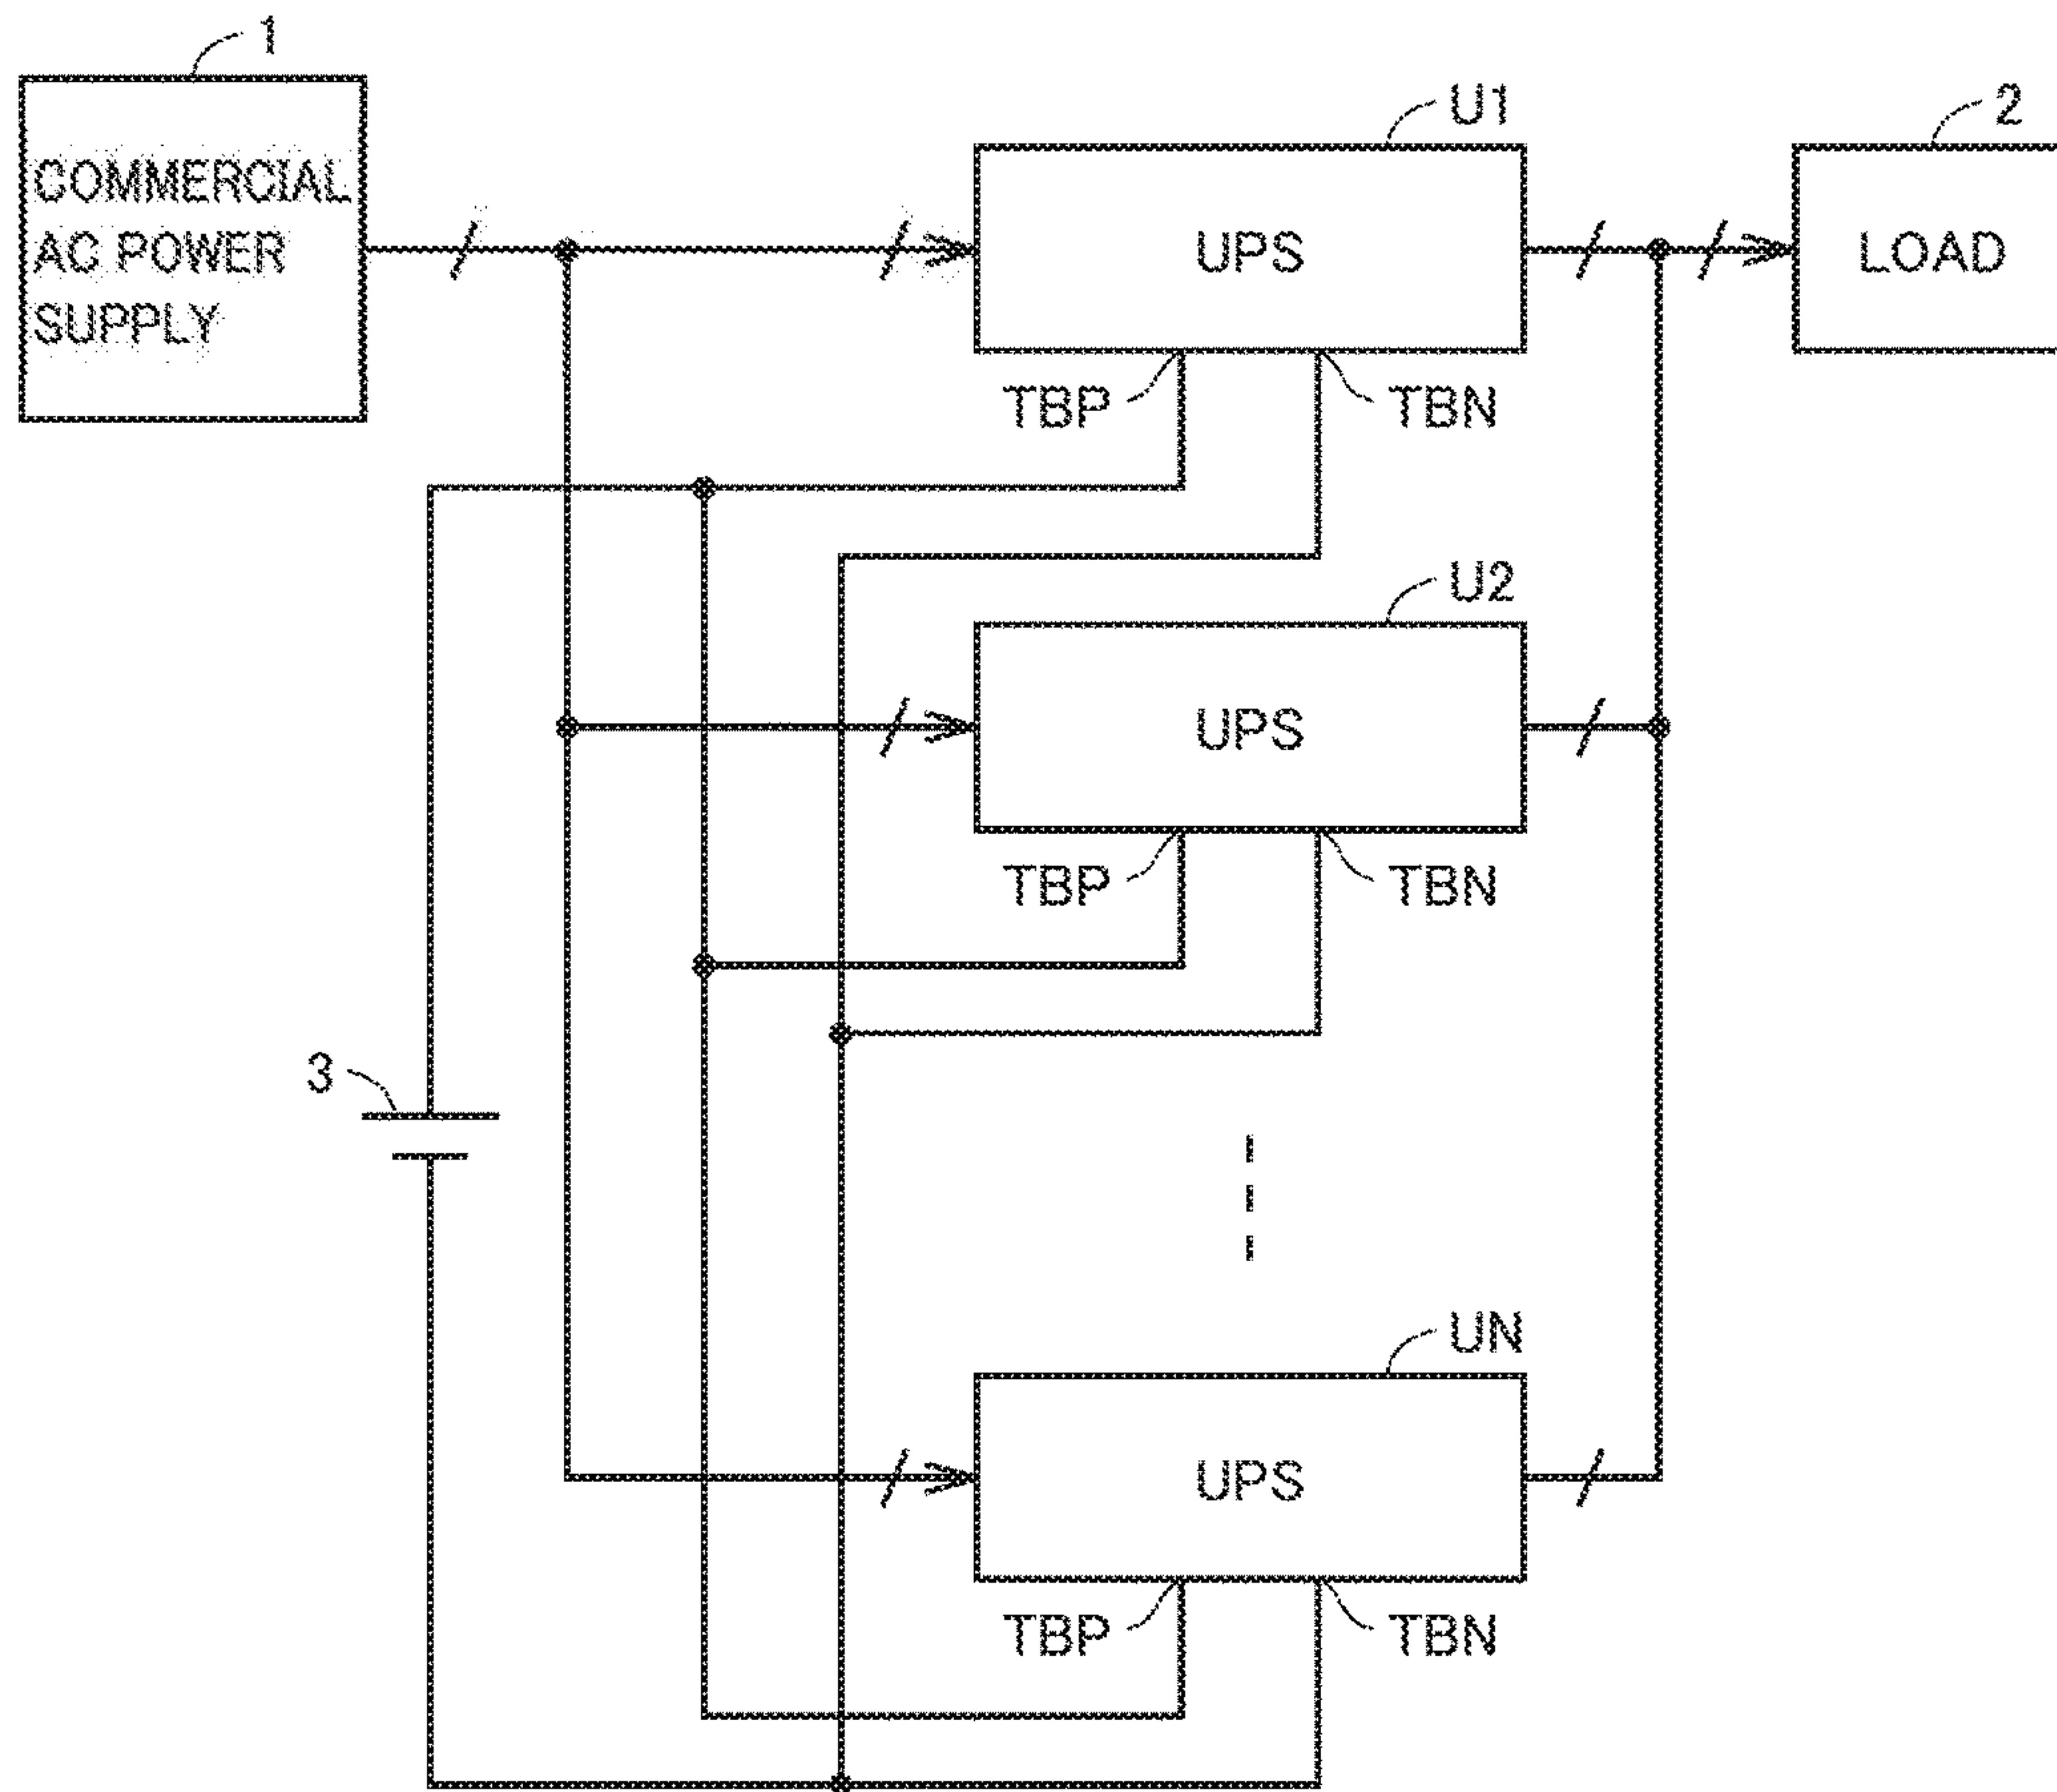 1
COMMERCIAL
AC POWER
SUPPLY
U1
UPS
2
LOAD
TBP
TBN
U2
UPS
TBP
TBN
3
UN
UPS
TBP
TBN